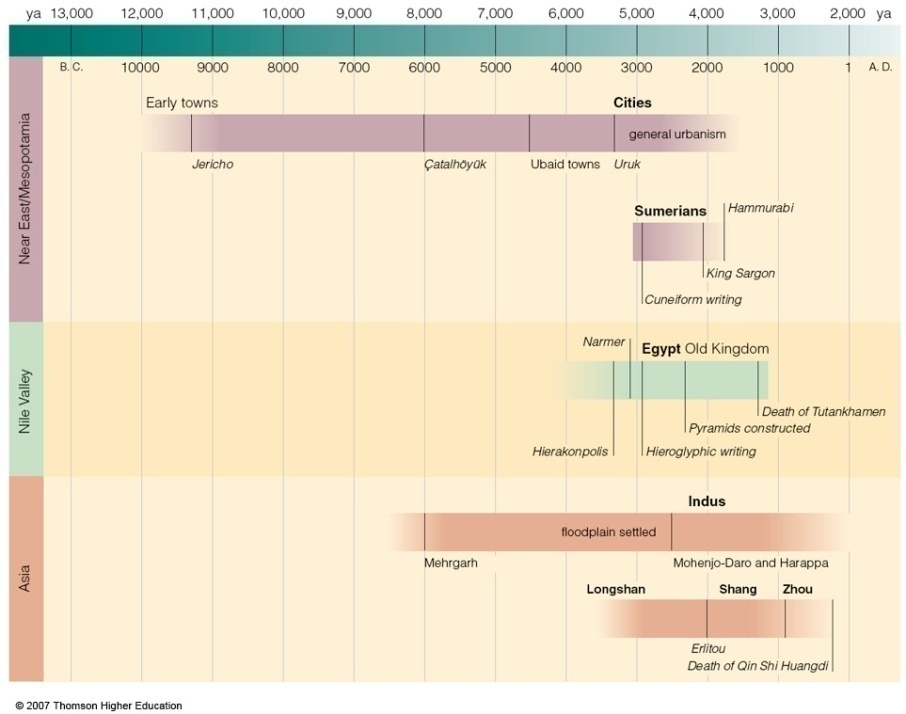 ya 13,000 12,000 11,000 10,000 9,000 8,000 7,000 6,000 5,000 4,000 3,000 2,000 ya
B. C. 10000 9000 8000 7000 6000 5000 4000 3000 2000 1000 1 A. D.
Near East/Mesopotamia
Early towns Cities
general urbanism
Jericho Çatalhöyük Ubaid towns Uruk
Sumerians Hammurabi
King Sargon
Cuneiform writing
Nile Valley
Narmer Egypt Old Kingdom
Death of Tutankhamen
Pyramids constructed
Hierakonpolis Hieroglyphic writing
Asia
Indus
floodplain settled
Mehrgarh Mohenjo-Daro and Harappa
Longshan Shang Zhou
Erlitou
Death of Qin Shi Huangdi
© 2007 Thomson Higher Education